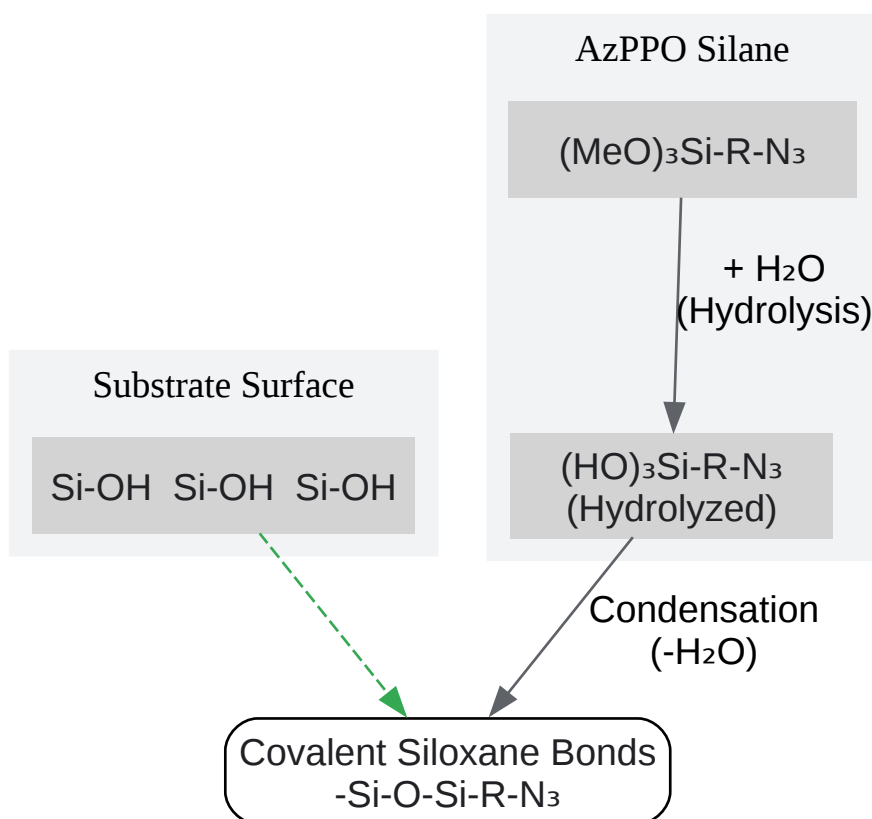 AzPPO Silane
(MeO)₃Si-R-N₃
+ H₂O
(Hydrolysis)
Substrate Surface
Si-OH  Si-OH  Si-OH
(HO)₃Si-R-N₃
(Hydrolyzed)
Condensation
(-H₂O)
Covalent Siloxane Bonds
-Si-O-Si-R-N₃